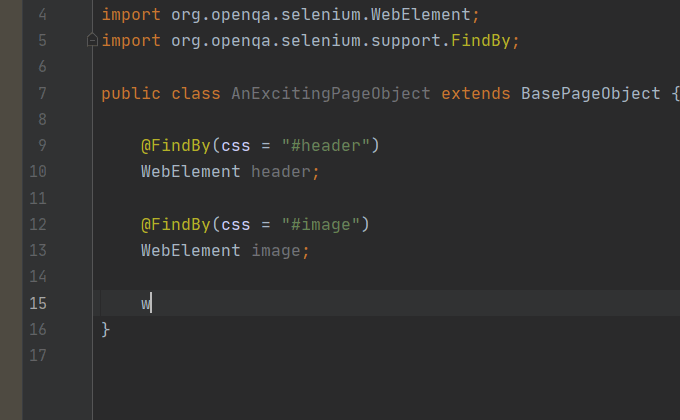 4 import org.openqa.selenium.WebElement;
5 import org.openqa.selenium.support.FindBy;
6
7 public class AnExcitingPageObject extends BasePageObject {
8
9 @FindBy(css = "#header")
10 WebElement header;
11
12 @FindBy(css = "#image")
13 WebElement image;
14
15 w
16 }
17